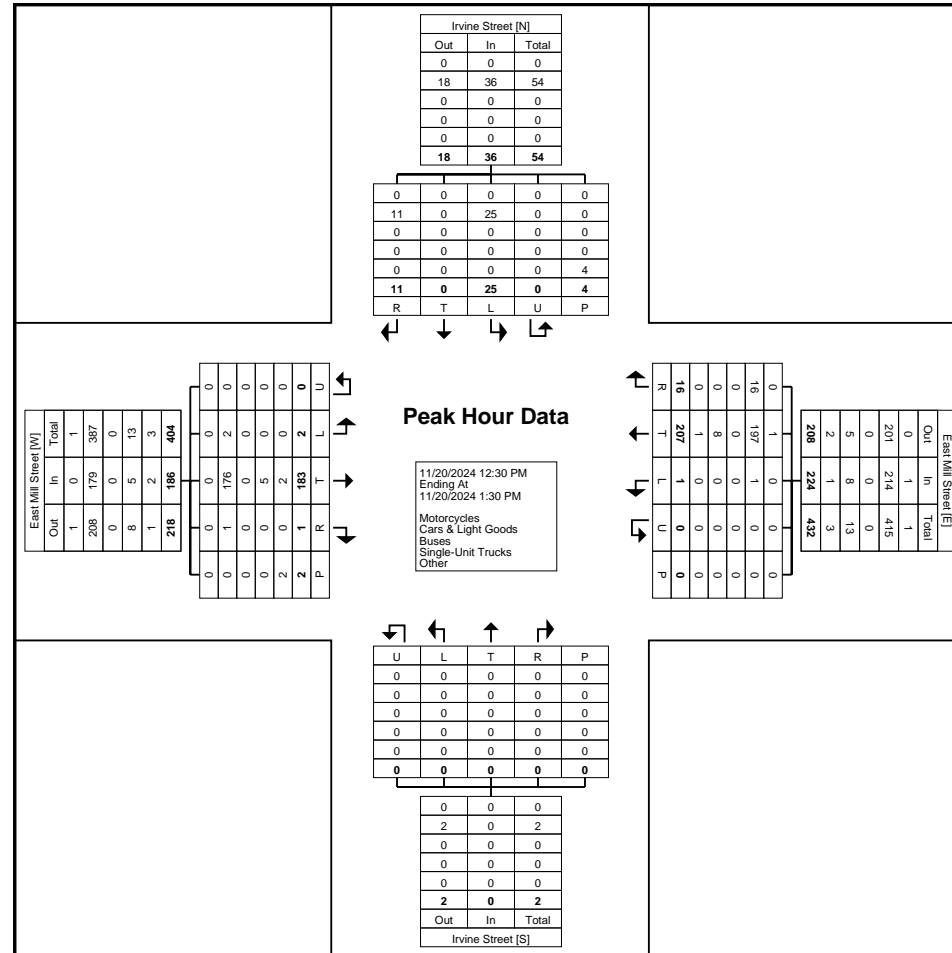 Irvine Street [N]
Out In Total
0 0 0
18 36 54
0 0 0
0 0 0
0 0 0
18 36 54
0 0 0 0 0
11 0 25 0 0
0 0 0 0 0
0 0 0 0 0
0 0 0 0 4
11 0 25 0 4
R T L U P
East Mill Street [W]
Out In Total
1 0 1
208 179 387
0 0 0
8 5 13
1 2 3
218 186 404
0 0 0 0 0
0 2 176 1 0
0 0 0 0 0
0 0 5 0 0
0 0 2 0 2
0 2 183 1 2
U L T R P
Peak Hour Data
11/20/2024 12:30 PM
Ending At
11/20/2024 1:30 PM
Motorcycles
Cars & Light Goods
Buses
Single-Unit Trucks
Other
East Mill Street [E]
Out In Total
0 1 1
201 214 415
0 0 0
5 8 13
2 1 3
208 224 432
0 1 0 0 0
16 197 1 0 0
0 0 0 0 0
0 8 0 0 0
0 1 0 0 0
16 207 1 0 0
R T L U P
U L T R P
0 0 0 0 0
0 0 0 0 0
0 0 0 0 0
0 0 0 0 0
0 0 0 0 0
0 0 0 0 0
0 0 0
2 0 2
0 0 0
0 0 0
0 0 0
2 0 2
Out In Total
Irvine Street [S]